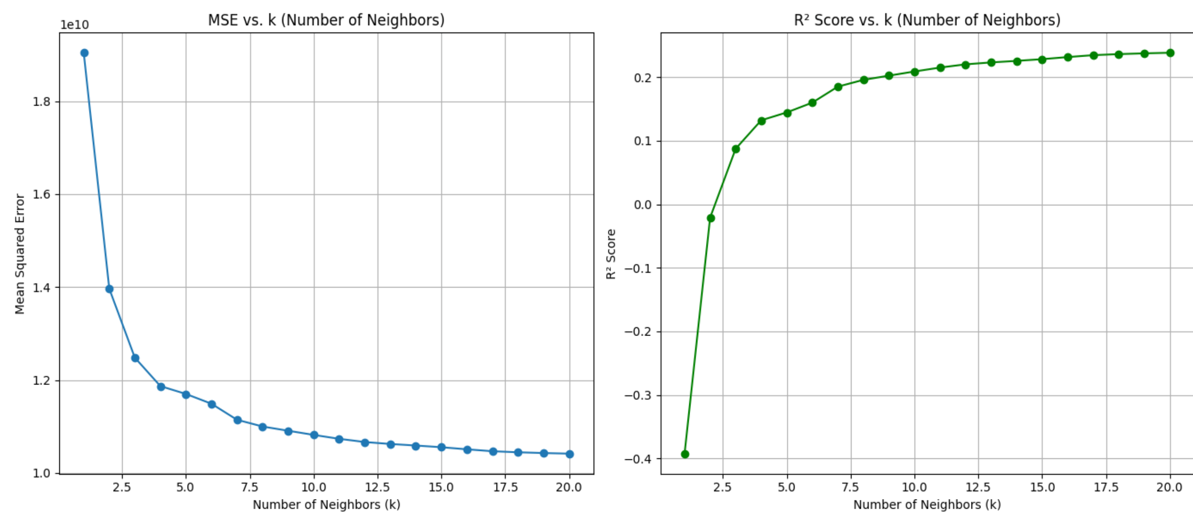 MSE vs. k (Number of Neighbors)
1e10
1.8
1.6
1.4
1.2
1.0
Mean Squared Error
2.5 5.0 7.5 10.0 12.5 15.0 17.5 20.0
Number of Neighbors (k)
R² Score vs. k (Number of Neighbors)
0.2
0.1
0.0
−0.1
−0.2
−0.3
−0.4
R² Score
2.5 5.0 7.5 10.0 12.5 15.0 17.5 20.0
Number of Neighbors (k)